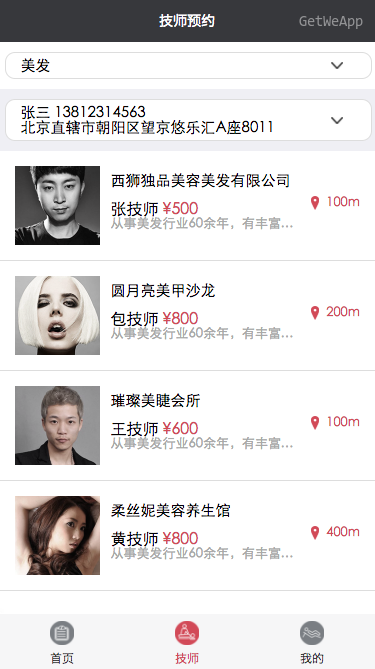 技师预约
GetWeApp
美发
张三 13812314563
北京直辖市朝阳区望京悠乐汇A座8011
西狮独品美容美发有限公司
张技师 ¥500
100m
从事美发行业60余年，有丰富...
圆月亮美甲沙龙
包技师 ¥800
200m
从事美发行业60余年，有丰富...
璀璨美睫会所
王技师 ¥600
100m
从事美发行业60余年，有丰富...
柔丝妮美容养生馆
黄技师 ¥800
400m
从事美发行业60余年，有丰富...
首页
技师
我的